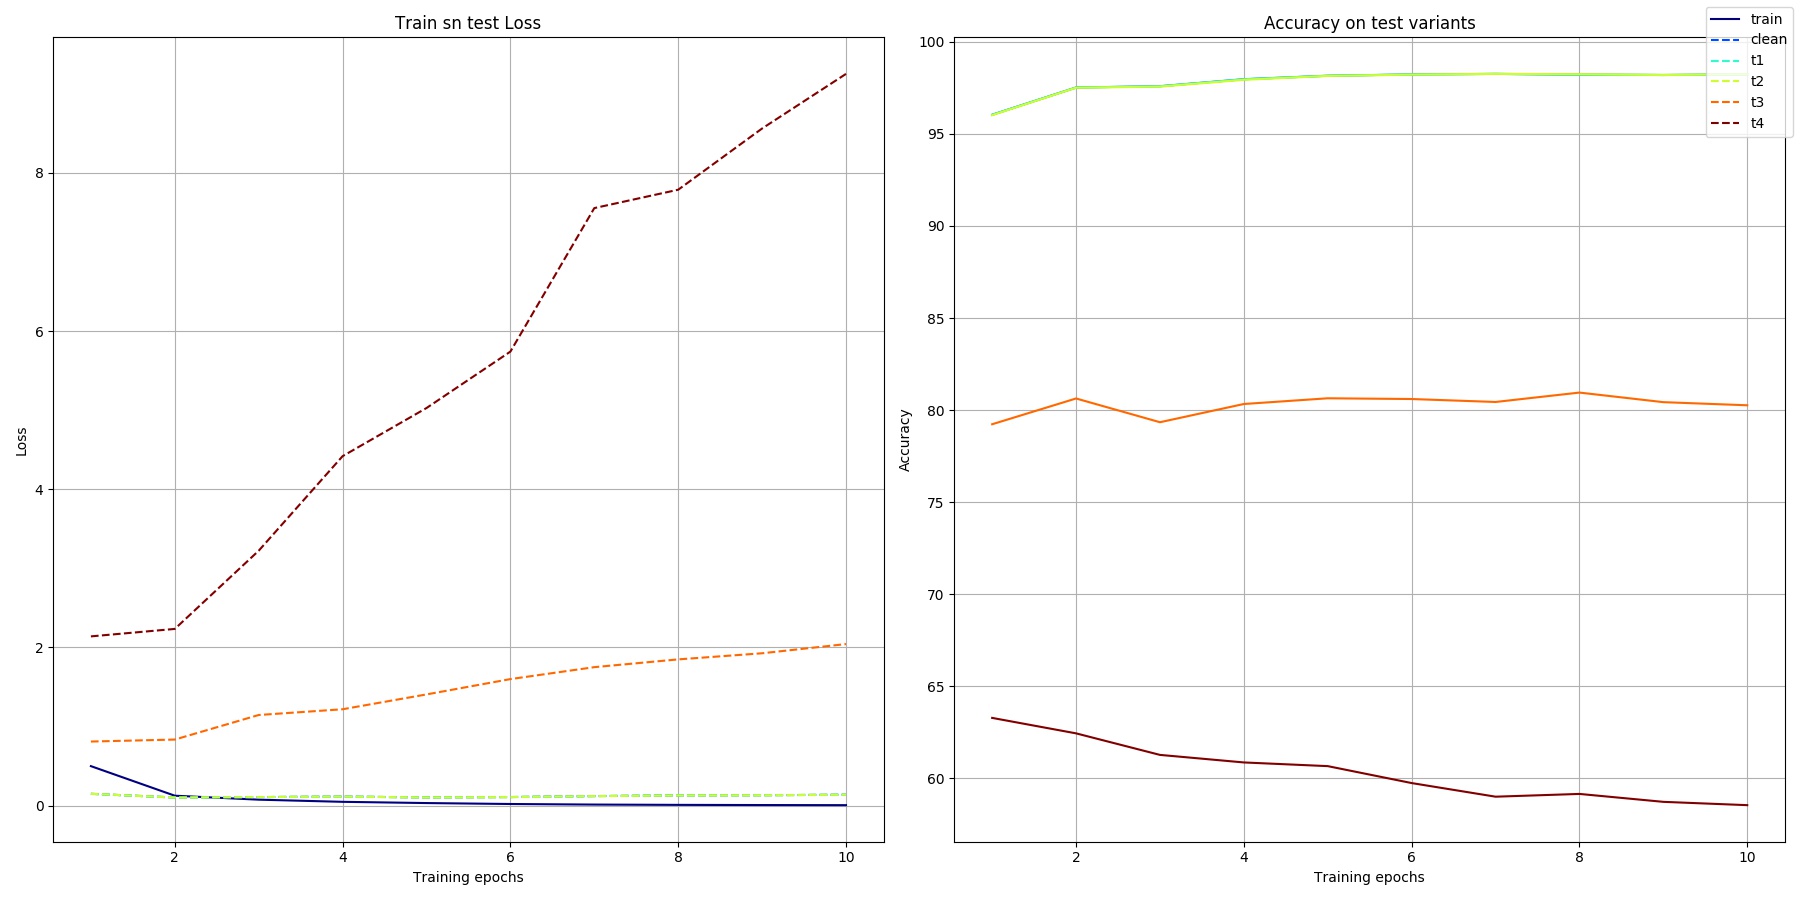 Train sn test Loss
8
6
4
2
0
Loss
2 4 6 8 10
Training epochs
Accuracy on test variants
100
95
90
85
80
75
70
65
60
Accuracy
2 4 6 8 10
Training epochs
train
clean
t1
t2
t3
t4